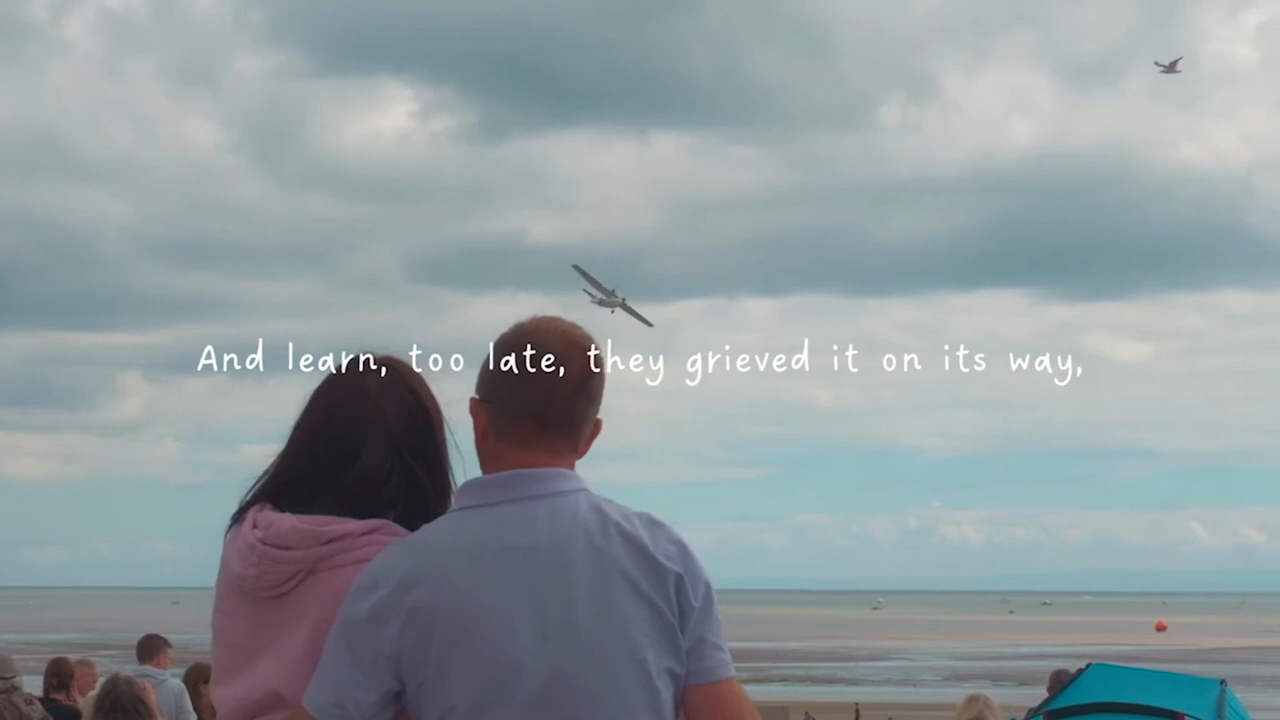 And learn, too late, they grieved it on its way,